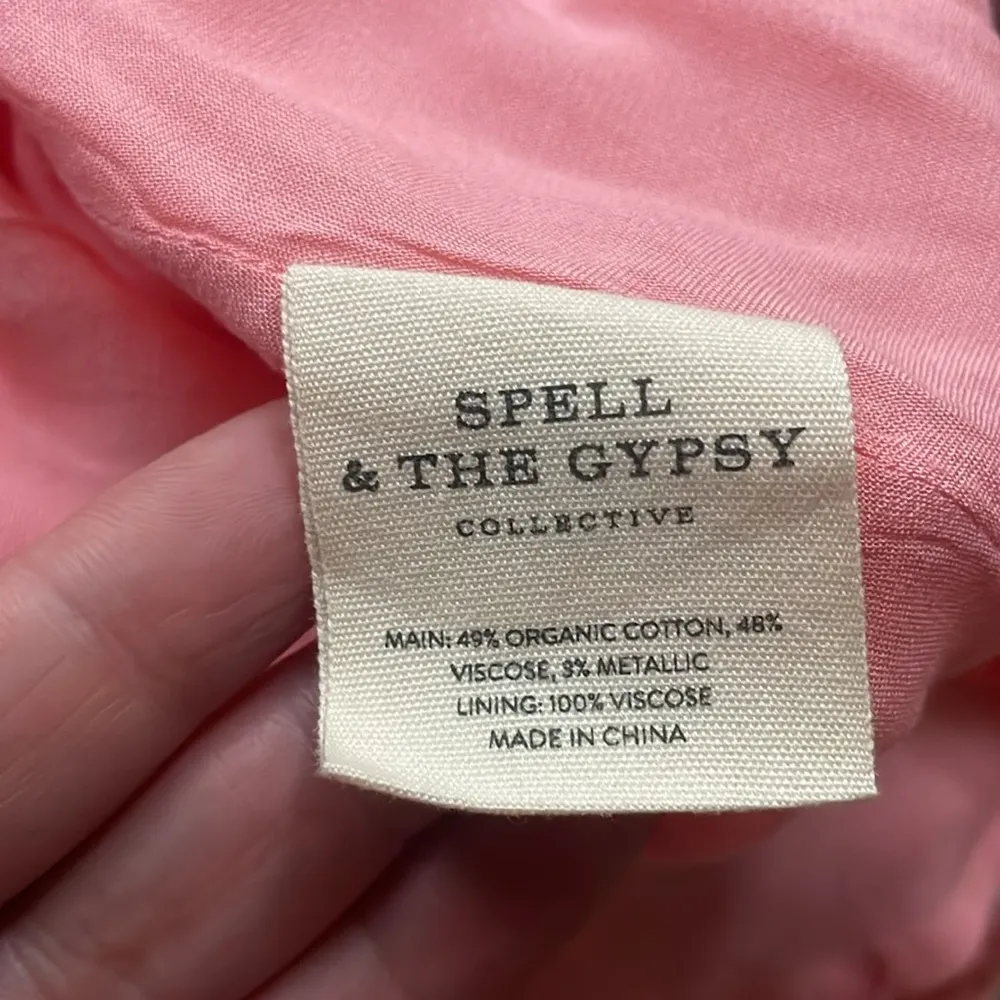 SPELL
& THE GYPSY
COLLECTIVE
MAIN: 49% ORGANIC COTTON, 48%
VISCOSE, 3% METALLIC
LINING: 100% VISCOSE
MADE IN CHINA